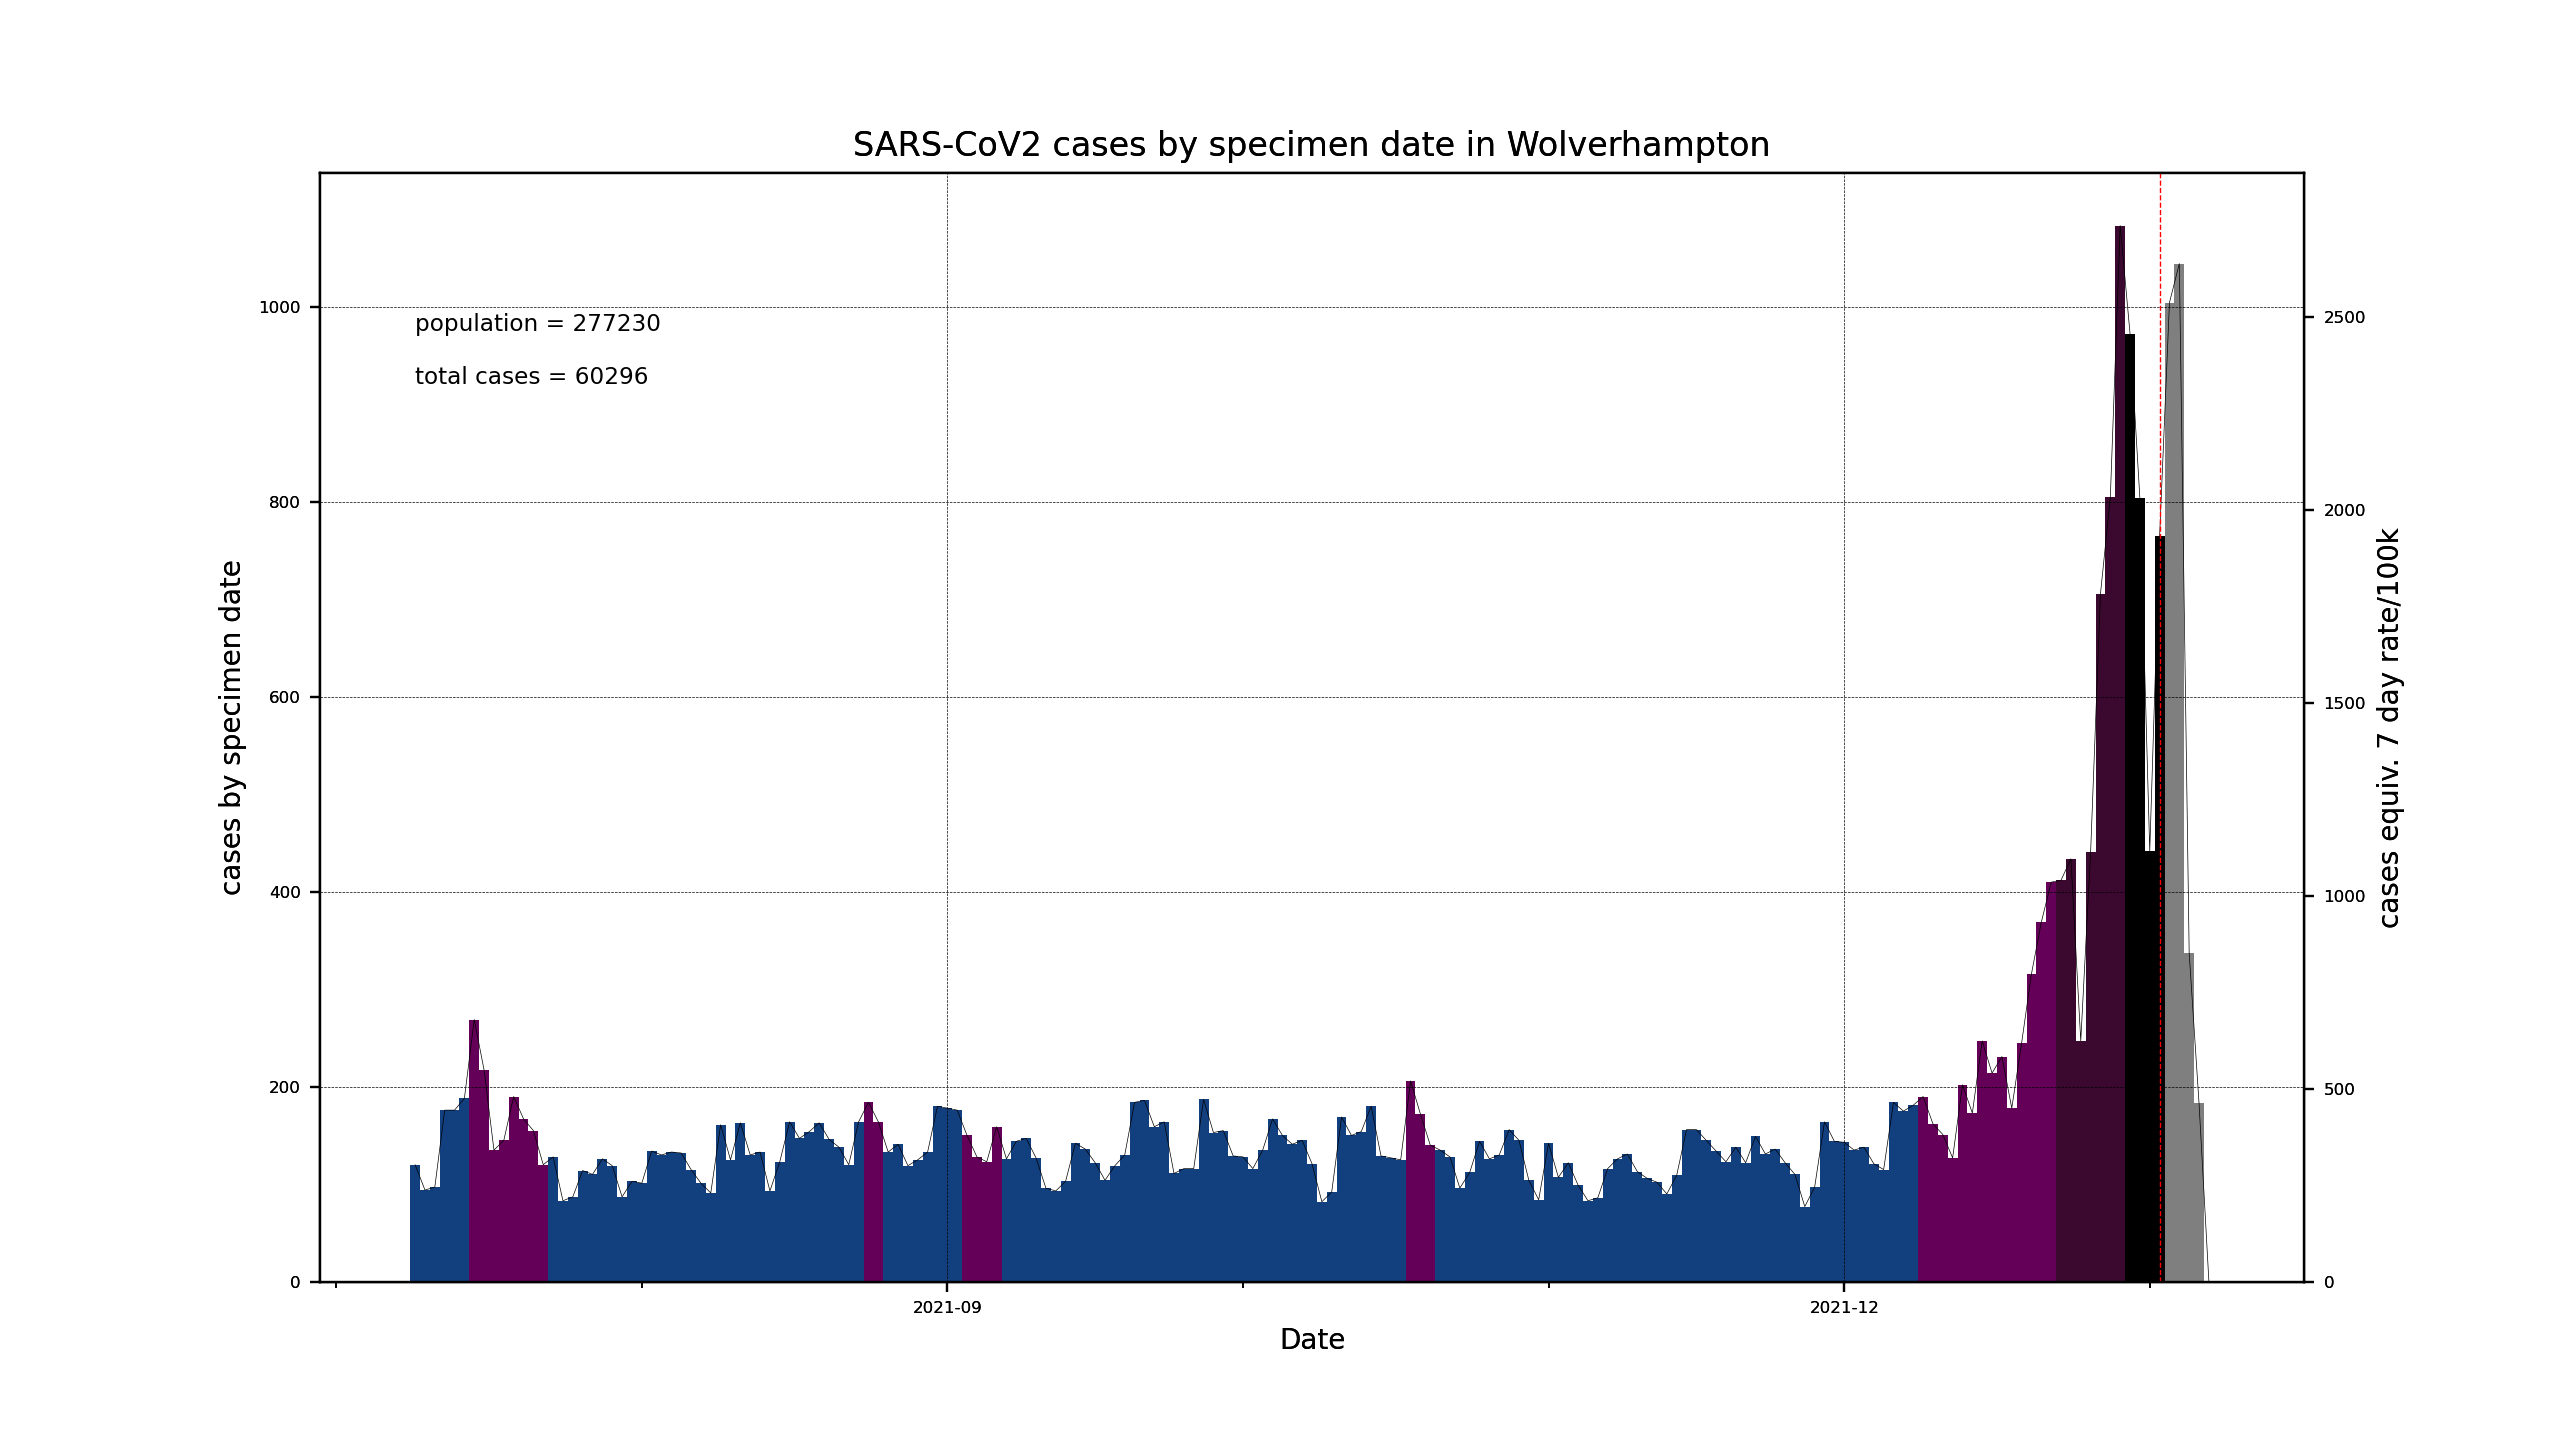 SARS-CoV2 cases by specimen date in Wolverhampton
population = 277230
total cases = 60296
cases by specimen date
1000
800
600
400
200
0
2500
2000
1500
1000
500
0
cases equiv. 7 day rate/100k
2021-09
2021-12
Date